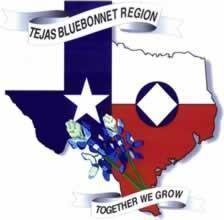 TEJAS BLUEBONNET REGION
TOGETHER WE GROW